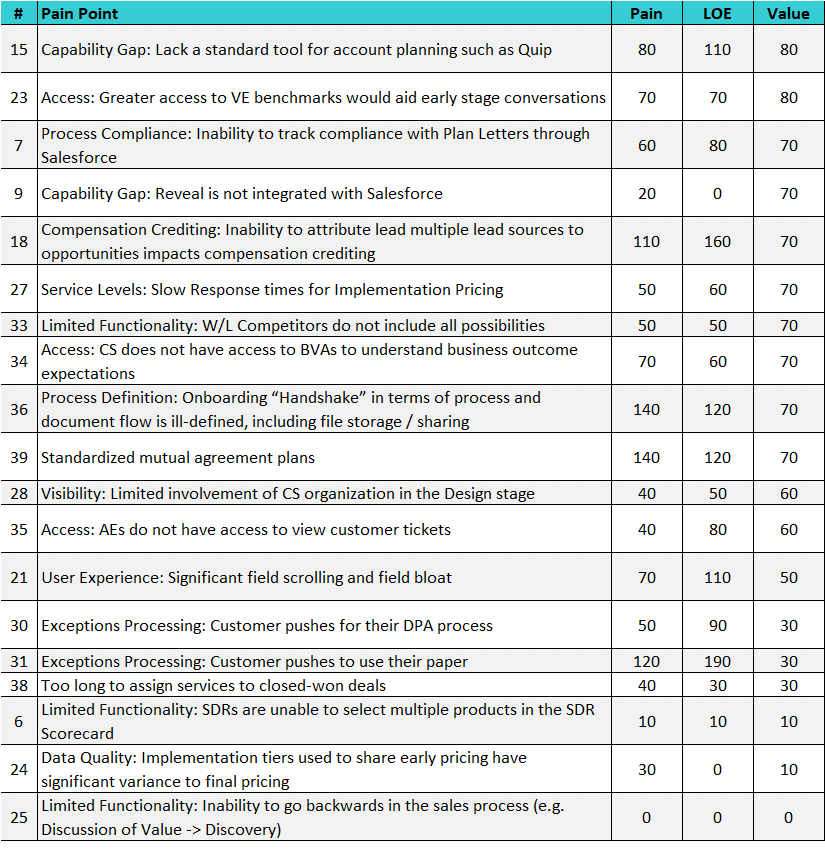 # Pain Point Pain LOE Value
15 Capability Gap: Lack a standard tool for account planning such as Quip 80 110 80
23 Access: Greater access to VE benchmarks would aid early stage conversations 70 70 80
7 Process Compliance: Inability to track compliance with Plan Letters through
Salesforce 60 80 70
9 Capability Gap: Reveal is not integrated with Salesforce 20 0 70
18 Compensation Crediting: Inability to attribute lead multiple lead sources to
opportunities impacts compensation crediting 110 160 70
27 Service Levels: Slow Response times for Implementation Pricing 50 60 70
33 Limited Functionality: W/L Competitors do not include all possibilities 50 50 70
34 Access: CS does not have access to BVAs to understand business outcome
expectations 70 60 70
36 Process Definition: Onboarding “Handshake” in terms of process and
document flow is ill-defined, including file storage / sharing 140 120 70
39 Standardized mutual agreement plans 140 120 70
28 Visibility: Limited involvement of CS organization in the Design stage 40 50 60
35 Access: AEs do not have access to view customer tickets 40 80 60
21 User Experience: Significant field scrolling and field bloat 70 110 50
30 Exceptions Processing: Customer pushes for their DPA process 50 90 30
31 Exceptions Processing: Customer pushes to use their paper 120 190 30
38 Too long to assign services to closed-won deals 40 30 30
6 Limited Functionality: SDRs are unable to select multiple products in the SDR
Scorecard 10 10 10
24 Data Quality: Implementation tiers used to share early pricing have
significant variance to final pricing 30 0 10
25 Limited Functionality: Inability to go backwards in the sales process (e.g.
Discussion of Value -> Discovery) 0 0 0